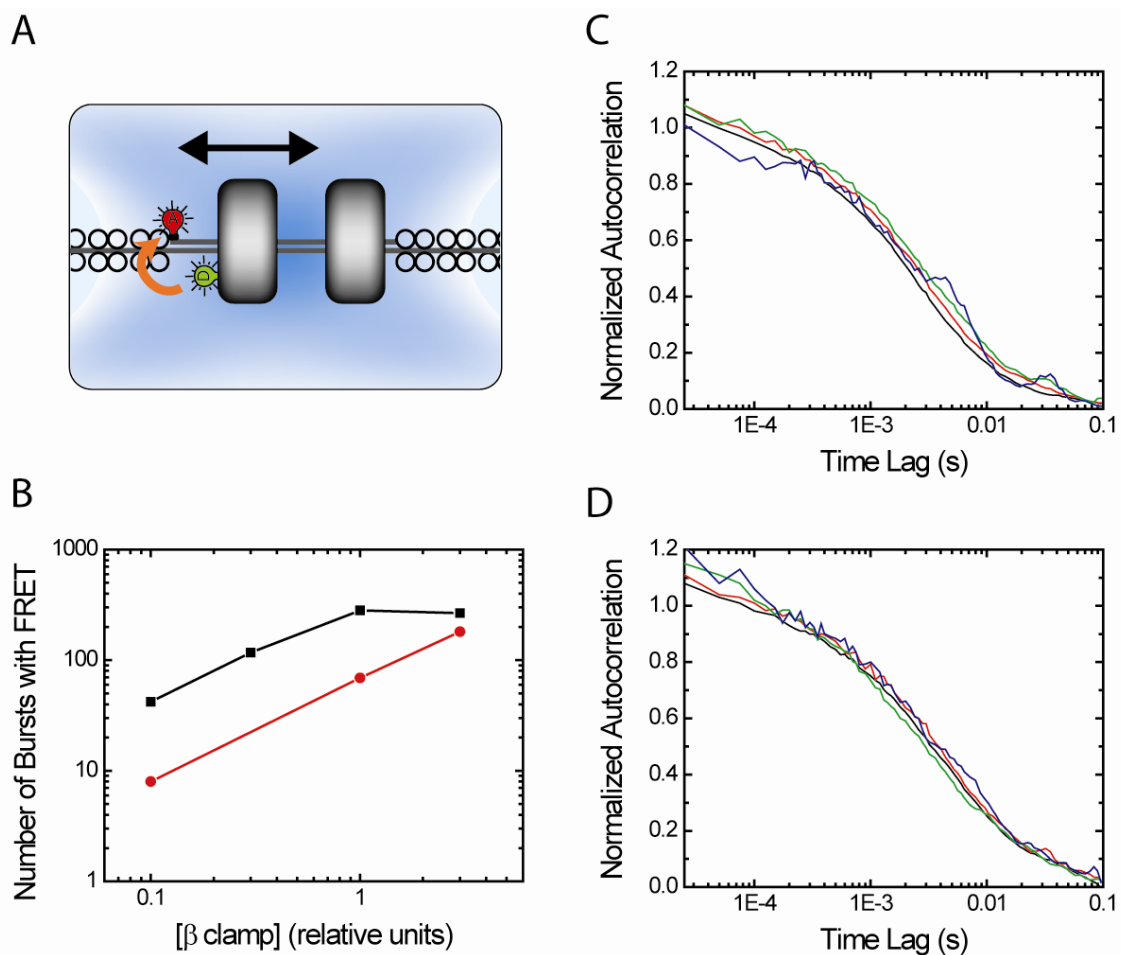 A
A
D
B
1000
100
10
1
0.1
1
Number of Bursts with FRET
[β clamp] (relative units)
C
1.2
1.0
0.8
0.6
0.4
0.2
0.0
1E-4
1E-3
0.01
0.1
Normalized Autocorrelation
Time Lag (s)
D
1.2
1.0
0.8
0.6
0.4
0.2
0.0
1E-4
1E-3
0.01
0.1
Normalized Autocorrelation
Time Lag (s)